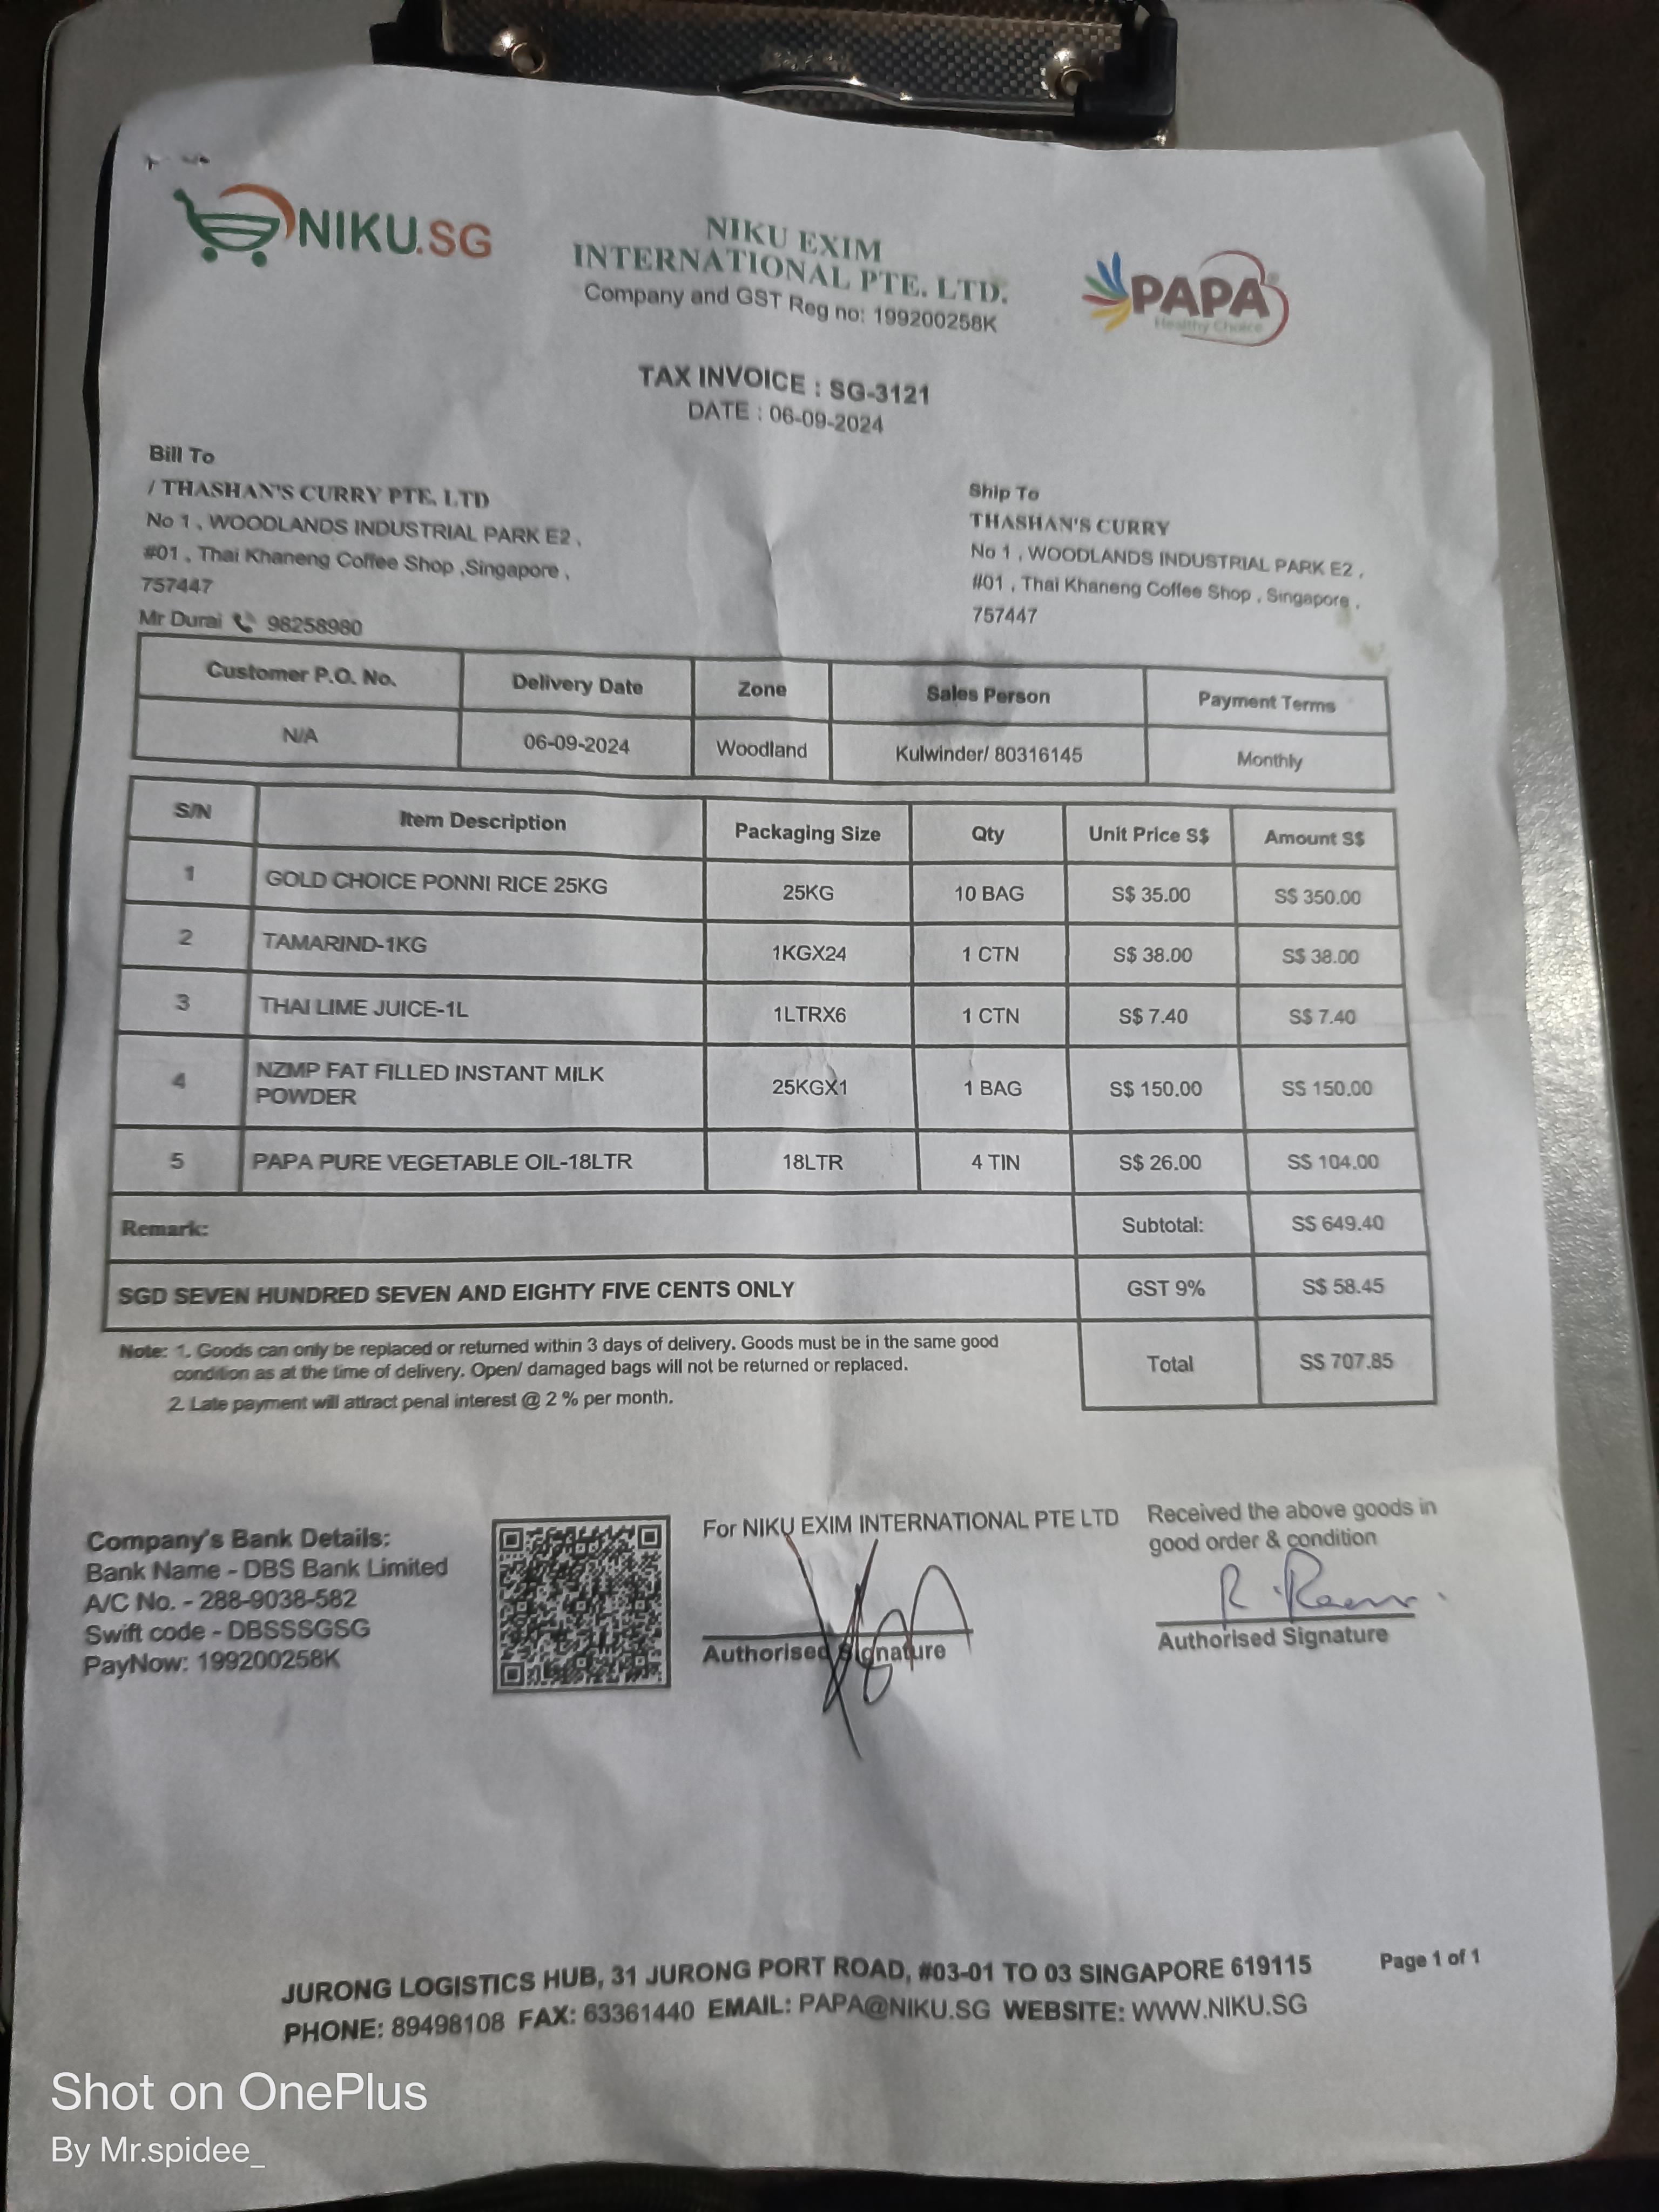 NIKU.SG
NIKU EXIM
INTERNATIONAL PTE. LTD.
Company and GST Reg no: 199200258K
PAPA
Healthy Choice
TAX INVOICE : SG-3121
DATE : 06-09-2024
Bill To
/ THASHAN'S CURRY PTE. LTD
No 1 , WOODLANDS INDUSTRIAL PARK E2 ,
#01 , Thai Khaneng Coffee Shop ,Singapore ,
757447
Mr Durai 98258980
Ship To
THASHAN'S CURRY
No 1 , WOODLANDS INDUSTRIAL PARK E2 ,
#01 , Thai Khaneng Coffee Shop , Singapore ,
757447
Customer P.O. No. Delivery Date Zone Sales Person Payment Terms
N/A 06-09-2024 Woodland Kulwinder/ 80316145 Monthly
S/N Item Description Packaging Size Qty Unit Price S$ Amount S$
1 GOLD CHOICE PONNI RICE 25KG 25KG 10 BAG S$ 35.00 S$ 350.00
2 TAMARIND-1KG 1KGX24 1 CTN S$ 38.00 S$ 38.00
3 THAI LIME JUICE-1L 1LTRX6 1 CTN S$ 7.40 S$ 7.40
4 NZMP FAT FILLED INSTANT MILK
POWDER 25KGX1 1 BAG S$ 150.00 S$ 150.00
5 PAPA PURE VEGETABLE OIL-18LTR 18LTR 4 TIN S$ 26.00 S$ 104.00
Remark: Subtotal: S$ 649.40
SGD SEVEN HUNDRED SEVEN AND EIGHTY FIVE CENTS ONLY GST 9% S$ 58.45
Total S$ 707.85
Note: 1. Goods can only be replaced or returned within 3 days of delivery. Goods must be in the same good
condition as at the time of delivery. Open/ damaged bags will not be returned or replaced.
2. Late payment will attract penal interest @ 2 % per month.
Company's Bank Details:
Bank Name - DBS Bank Limited
A/C No. - 288-9038-582
Swift code - DBSSSGSG
PayNow: 199200258K
For NIKU EXIM INTERNATIONAL PTE LTD
Authorised Signature
Received the above goods in
good order & condition
Authorised Signature
JURONG LOGISTICS HUB, 31 JURONG PORT ROAD, #03-01 TO 03 SINGAPORE 619115
PHONE: 89498108 FAX: 63361440 EMAIL: PAPA@NIKU.SG WEBSITE: WWW.NIKU.SG
Page 1 of 1
Shot on OnePlus
By Mr.spidee_